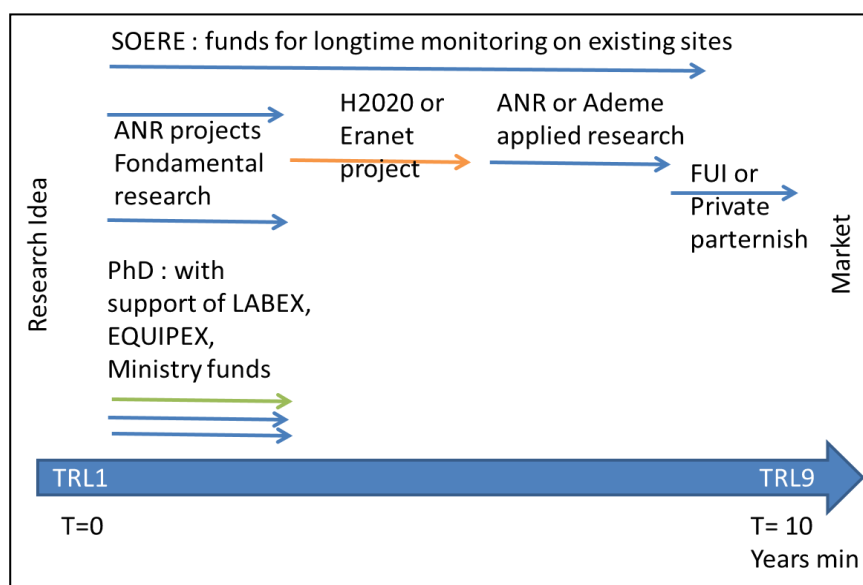 SOERE : funds for longtime monitoring on existing sites
ANR projects
Fondamental
research
H2020 or
Eranet
project
ANR or Ademe
applied research
FUI or
Private
parternish
Research Idea
Market
PhD : with
support of LABEX,
EQUIPEX,
Ministry funds
TRL1
TRL9
T=0
T= 10
Years min